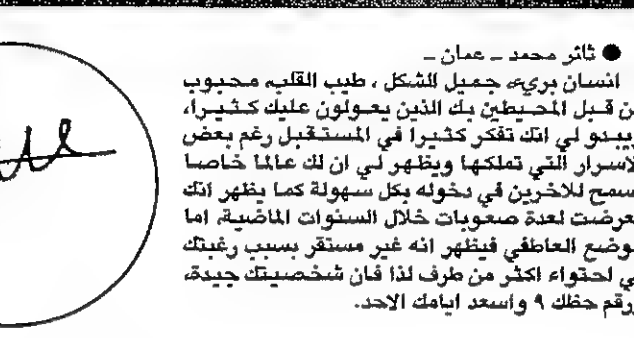 ● ثائر محمد ـ عمان ـ
انسان بريء جميل الشكل ، طيب القلب محبوب
من قبل المحيطين بك الذين يعولون عليك كثيرا،
ويبدو لي انك تفكر كثيرا في المستقبل رغم بعض
الاسرار التي تملكها ويظهر لي ان لك عالما خاصا
تسمح للاخرين في دخوله بكل سهولة كما يظهر انك
تعرضت لعدة صعوبات خلال السنوات الماضية، اما
الوضع العاطفي فيظهر انه غير مستقر بسبب رغبتك
في احتواء اكثر من طرف لذا فان شخصيتك جيدة،
ورقم حظك ٩ واسعد ايامك الاحد.